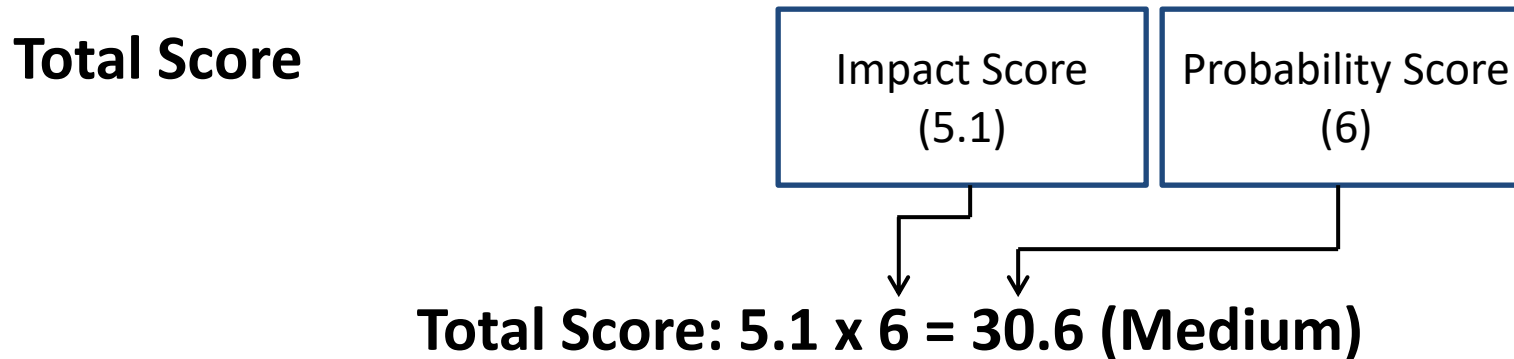 Total Score
Impact Score
(5.1)
Probability Score
(6)
Total Score: 5.1 x 6 = 30.6 (Medium)